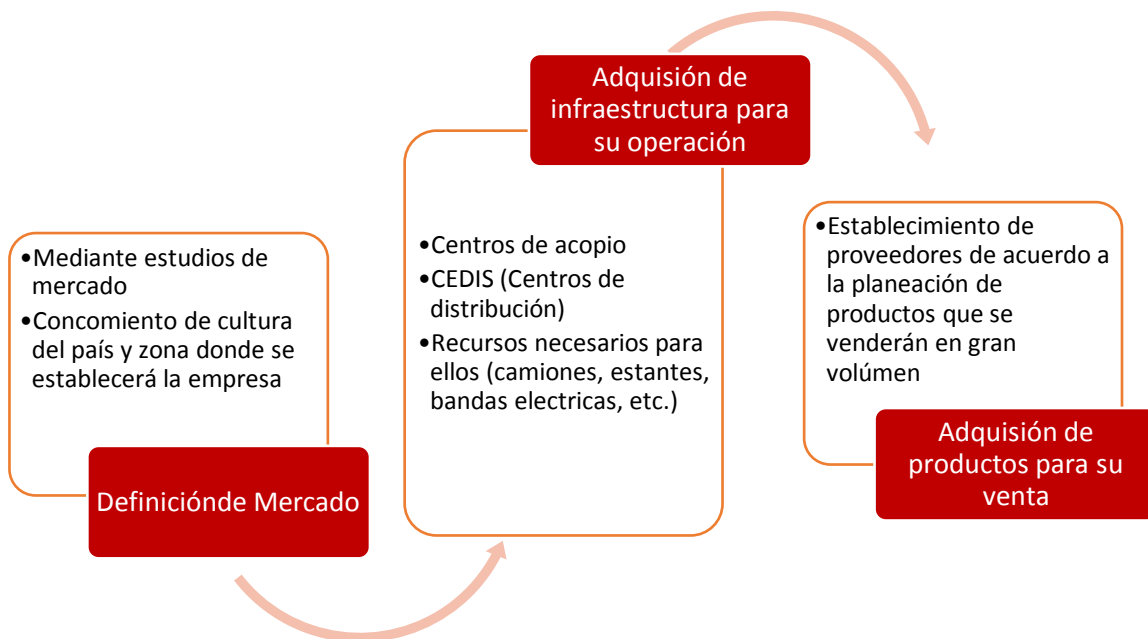 •Mediante estudios de
mercado
•Concomiento de cultura
del país y zona donde se
establecerá la empresa
Definiciónde Mercado
Adquisión de
infraestructura para
su operación
•Centros de acopio
•CEDIS (Centros de
distribución)
•Recursos necesarios para
ellos (camiones, estantes,
bandas electricas, etc.)
•Establecimiento de
proveedores de acuerdo a
la planeación de
productos que se
venderán en gran
volúmen
Adquisión de
productos para su
venta